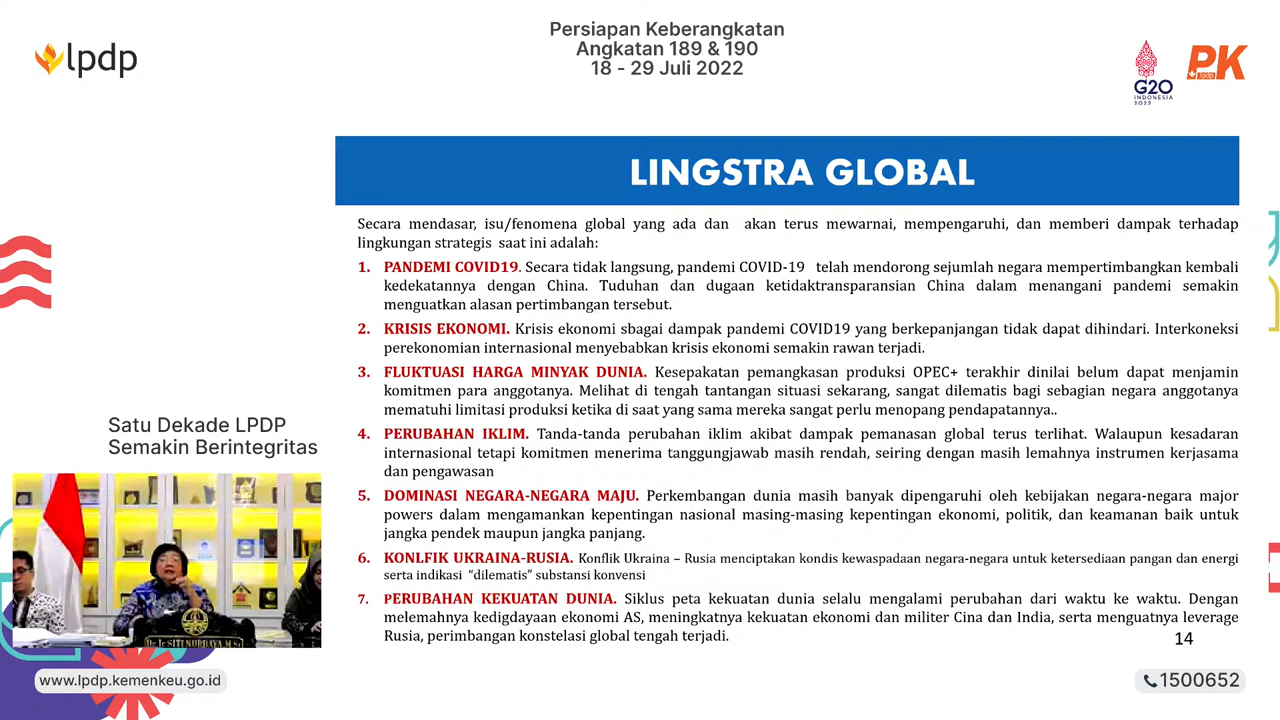 Persiapan Keberangkatan
Angkatan 189 & 190
18 - 29 Juli 2022
lpdp
G20
INDONESIA
2022
PK
lpdp
LINGSTRA GLOBAL
Secara mendasar, isu/fenomena global yang ada dan akan terus mewarnai, mempengaruhi, dan memberi dampak terhadap
lingkungan strategis saat ini adalah:
1. PANDEMI COVID19. Secara tidak langsung, pandemi COVID-19 telah mendorong sejumlah negara mempertimbangkan kembali
kedekatannya dengan China. Tuduhan dan dugaan ketidaktransparansian China dalam menangani pandemi semakin
menguatkan alasan pertimbangan tersebut.
2. KRISIS EKONOMI. Krisis ekonomi sbagai dampak pandemi COVID19 yang berkepanjangan tidak dapat dihindari. Interkoneksi
perekonomian internasional menyebabkan krisis ekonomi semakin rawan terjadi.
3. FLUKTUASI HARGA MINYAK DUNIA. Kesepakatan pemangkasan produksi OPEC+ terakhir dinilai belum dapat menjamin
komitmen para anggotanya. Melihat di tengah tantangan situasi sekarang, sangat dilematis bagi sebagian negara anggotanya
mematuhi limitasi produksi ketika di saat yang sama mereka sangat perlu menopang pendapatannya..
4. PERUBAHAN IKLIM. Tanda-tanda perubahan iklim akibat dampak pemanasan global terus terlihat. Walaupun kesadaran
internasional tetapi komitmen menerima tanggungjawab masih rendah, seiring dengan masih lemahnya instrumen kerjasama
dan pengawasan
5. DOMINASI NEGARA-NEGARA MAJU. Perkembangan dunia masih banyak dipengaruhi oleh kebijakan negara-negara major
powers dalam mengamankan kepentingan nasional masing-masing kepentingan ekonomi, politik, dan keamanan baik untuk
jangka pendek maupun jangka panjang.
6. KONLFIK UKRAINA-RUSIA. Konflik Ukraina – Rusia menciptakan kondis kewaspadaan negara-negara untuk ketersediaan pangan dan energi
serta indikasi “dilematis” substansi konvensi
7. PERUBAHAN KEKUATAN DUNIA. Siklus peta kekuatan dunia selalu mengalami perubahan dari waktu ke waktu. Dengan
melemahnya kedigdayaan ekonomi AS, meningkatnya kekuatan ekonomi dan militer Cina dan India, serta menguatnya leverage
Rusia, perimbangan konstelasi global tengah terjadi.
14
Satu Dekade LPDP
Semakin Berintegritas
Dr. Ir. SITI NURBAYA, M.Sc
www.lpdp.kemenkeu.go.id
1500652